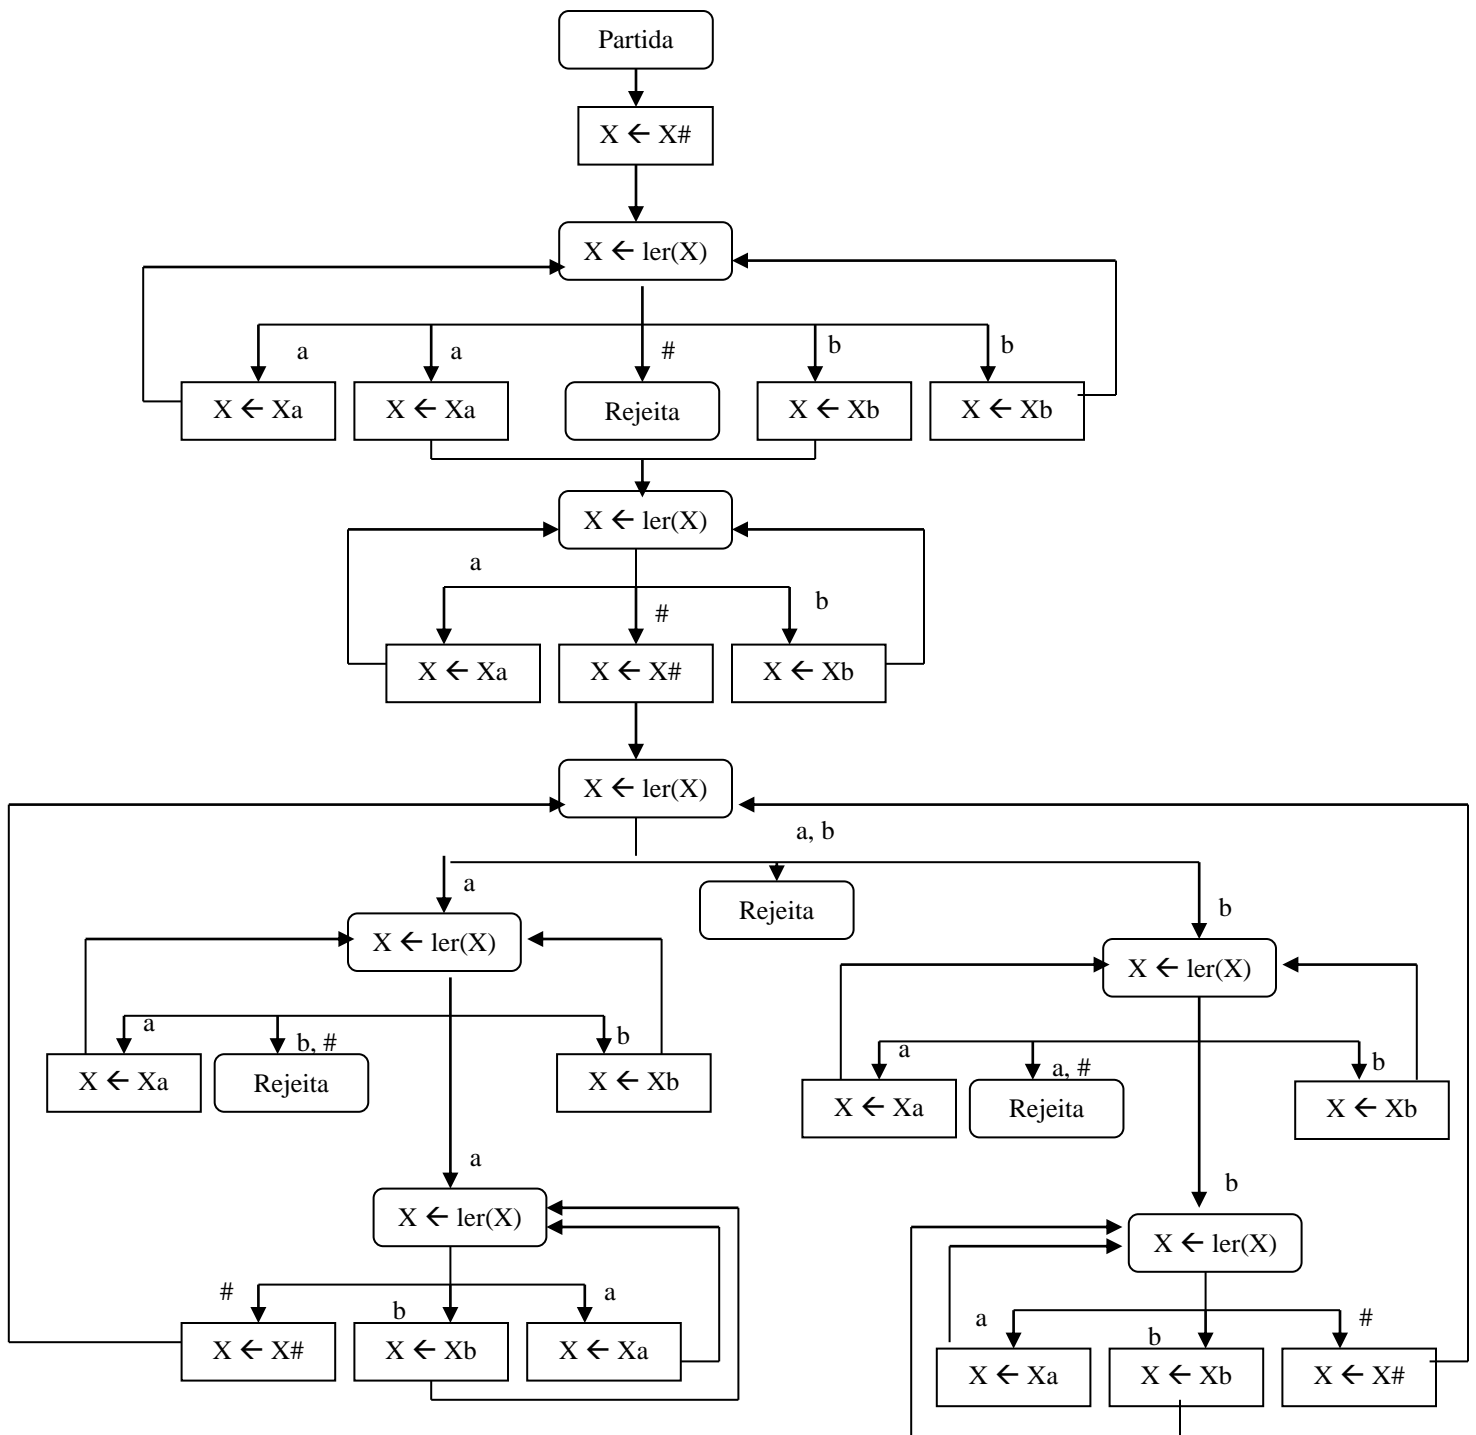 Partida
X ← X#
X ← ler(X)
a
a
#
b
b
X ← Xa
X ← Xa
Rejeita
X ← Xb
X ← Xb
X ← ler(X)
a
#
b
X ← Xa
X ← X#
X ← Xb
X ← ler(X)
a, b
a
Rejeita
b
X ← ler(X)
X ← ler(X)
a
b, #
b
a
a, #
b
X ← Xa
Rejeita
X ← Xb
X ← Xa
Rejeita
X ← Xb
a
b
X ← ler(X)
X ← ler(X)
#
b
a
a
b
#
X ← X#
X ← Xb
X ← Xa
X ← Xa
X ← Xb
X ← X#